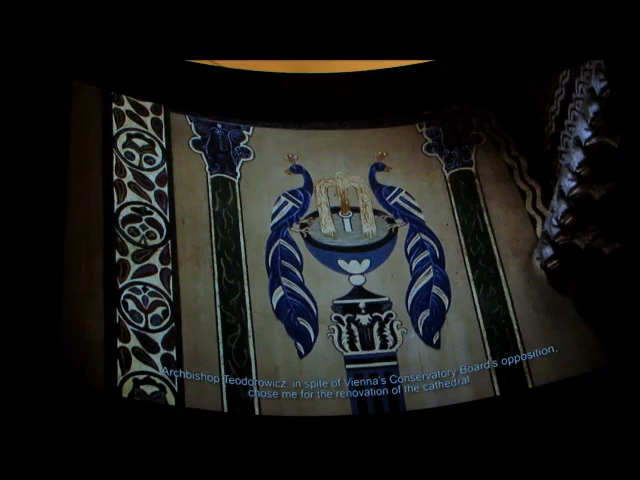 Archbishop Teodorowicz, in spite of Vienna's Conservatory Board's opposition,
chose me for the renovation of the cathedral